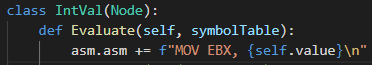 class IntVal(Node):
    def Evaluate(self, symbolTable):
        asm.asm += f"MOV EBX, {self.value}\n"